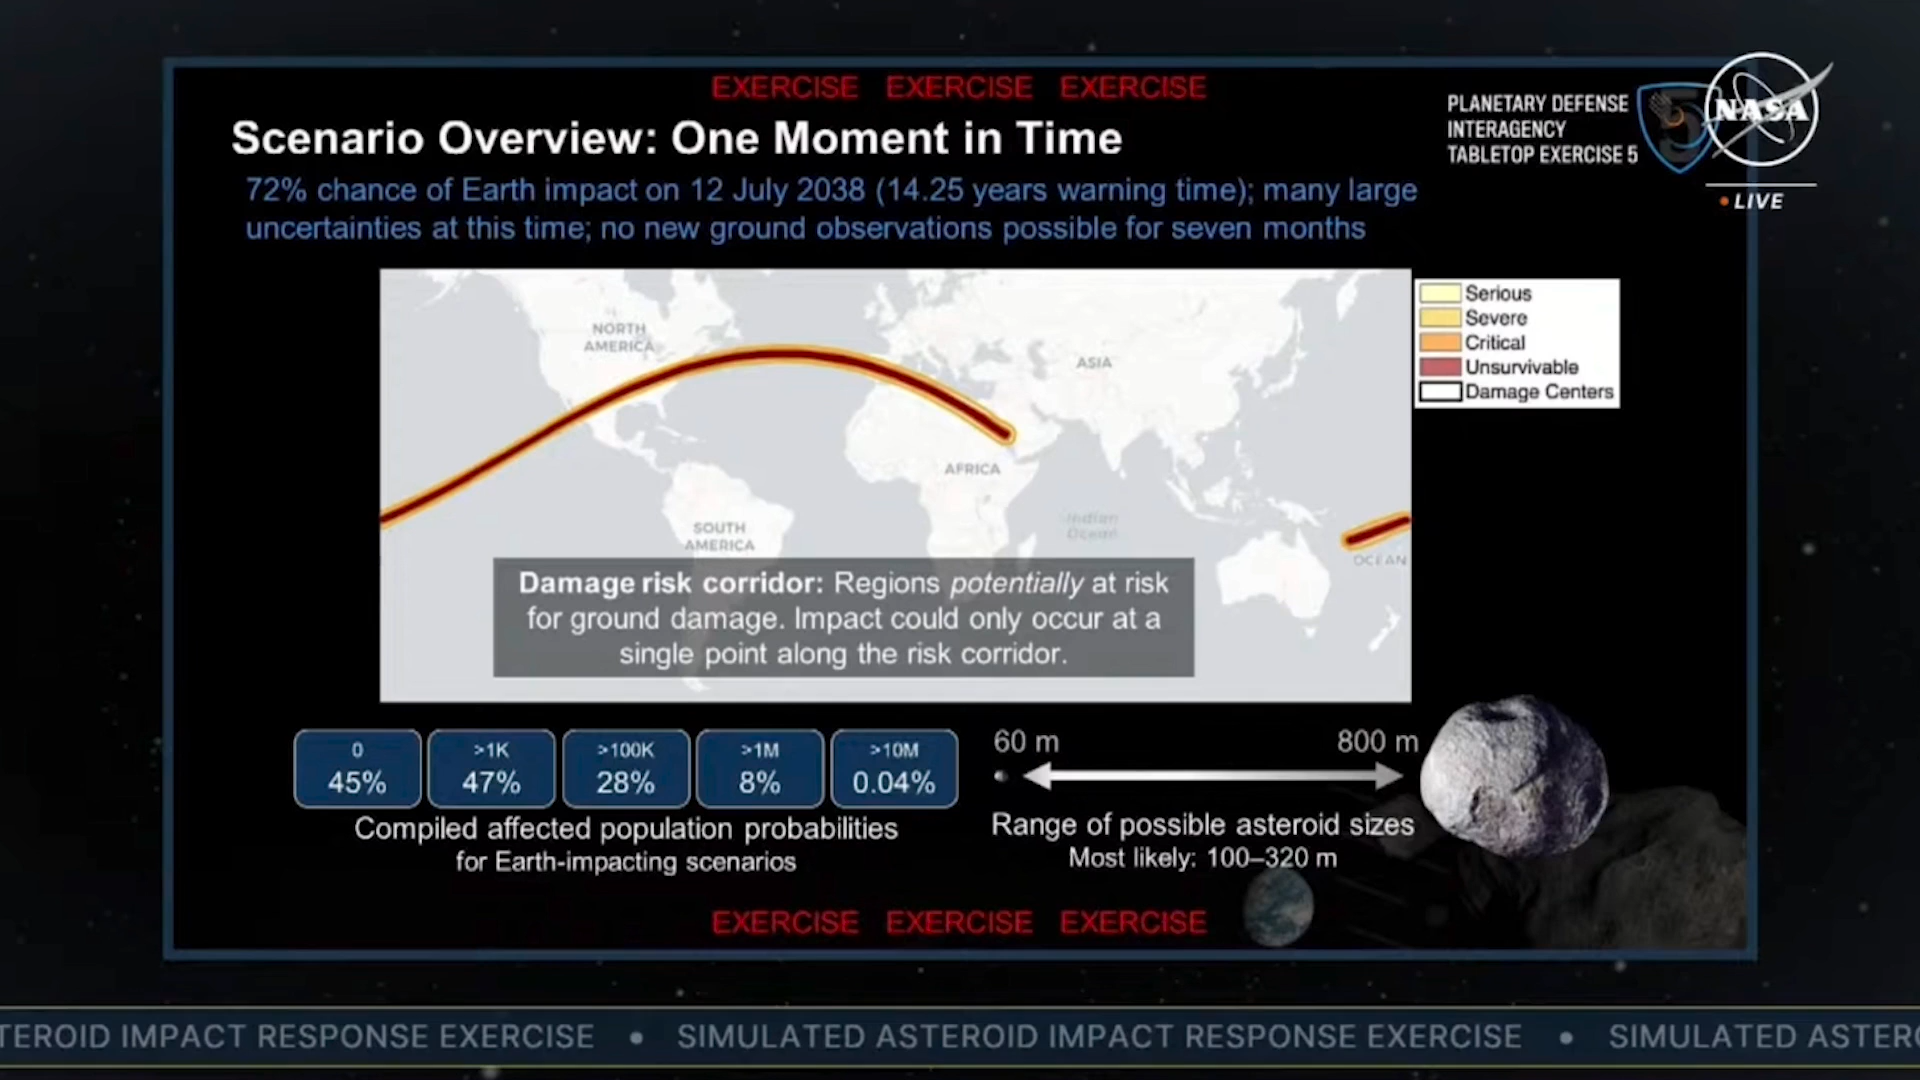 EXERCISE EXERCISE EXERCISE
Scenario Overview: One Moment in Time
72% chance of Earth impact on 12 July 2038 (14.25 years warning time); many large
uncertainties at this time; no new ground observations possible for seven months
PLANETARY DEFENSE
INTERAGENCY
TABLETOP EXERCISE 5
5
NASA
LIVE
NORTH
AMERICA
ASIA
AFRICA
SOUTH
AMERICA
Indian
Ocean
OCEAN
Serious
Severe
Critical
Unsurvivable
Damage Centers
Damage risk corridor: Regions potentially at risk
for ground damage. Impact could only occur at a
single point along the risk corridor.
0 >1K >100K >1M >10M
45% 47% 28% 8% 0.04%
Compiled affected population probabilities
for Earth-impacting scenarios
60 m 800 m
Range of possible asteroid sizes
Most likely: 100–320 m
EXERCISE EXERCISE EXERCISE
TEROID IMPACT RESPONSE EXERCISE • SIMULATED ASTEROID IMPACT RESPONSE EXERCISE • SIMULATED ASTERO